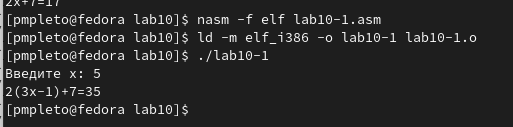 2x+7=17
[pmpleto@fedora lab10]$ nasm -f elf lab10-1.asm
[pmpleto@fedora lab10]$ ld -m elf_i386 -o lab10-1 lab10-1.o
[pmpleto@fedora lab10]$ ./lab10-1
Введите x: 5
2(3x-1)+7=35
[pmpleto@fedora lab10]$